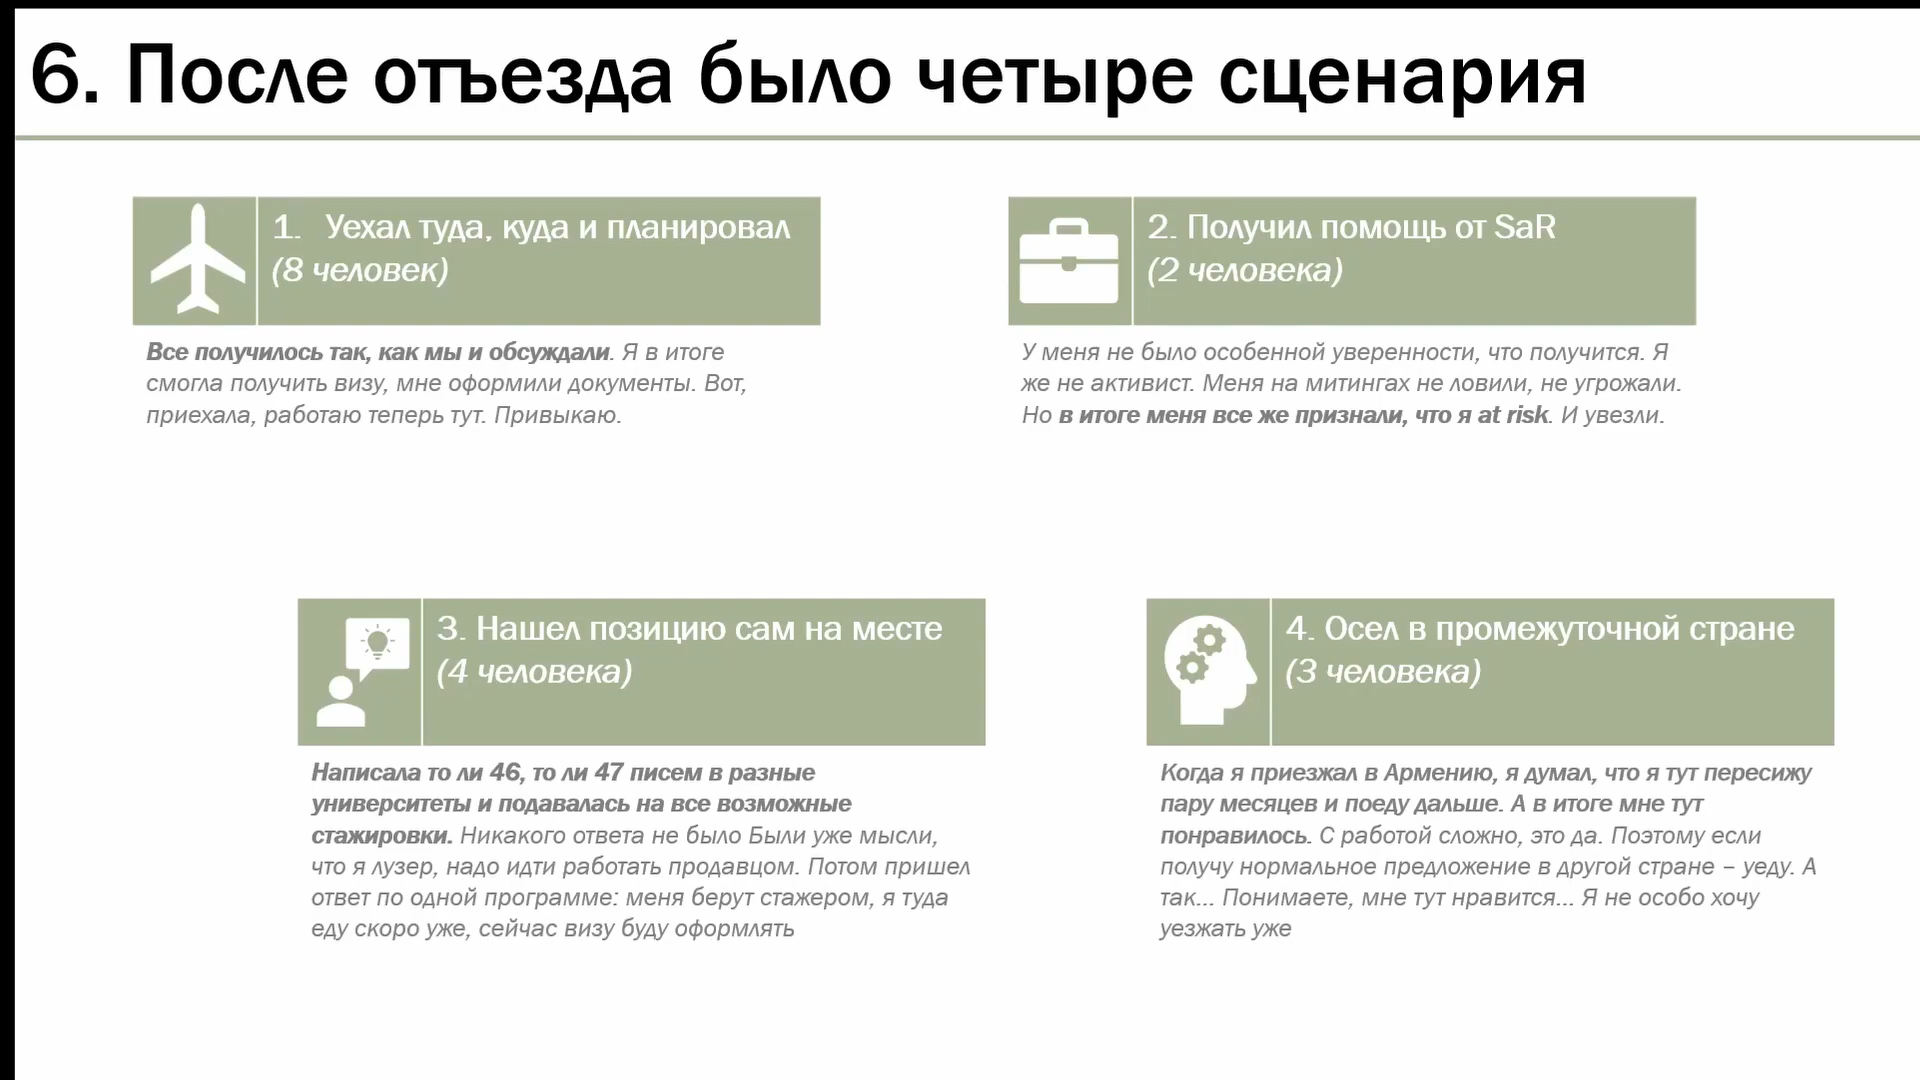 6. После отъезда было четыре сценария
1. Уехал туда, куда и планировал
(8 человек)
Все получилось так, как мы и обсуждали. Я в итоге
смогла получить визу, мне оформили документы. Вот,
приехала, работаю теперь тут. Привыкаю.
2. Получил помощь от SaR
(2 человека)
У меня не было особенной уверенности, что получится. Я
же не активист. Меня на митингах не ловили, не угрожали.
Но в итоге меня все же признали, что я at risk. И увезли.
3. Нашел позицию сам на месте
(4 человека)
Написала то ли 46, то ли 47 писем в разные
университеты и подавалась на все возможные
стажировки. Никакого ответа не было Были уже мысли,
что я лузер, надо идти работать продавцом. Потом пришел
ответ по одной программе: меня берут стажером, я туда
еду скоро уже, сейчас визу буду оформлять
4. Осел в промежуточной стране
(3 человека)
Когда я приезжал в Армению, я думал, что я тут пересижу
пару месяцев и поеду дальше. А в итоге мне тут
понравилось. С работой сложно, это да. Поэтому если
получу нормальное предложение в другой стране – уеду. А
так... Понимаете, мне тут нравится... Я не особо хочу
уезжать уже